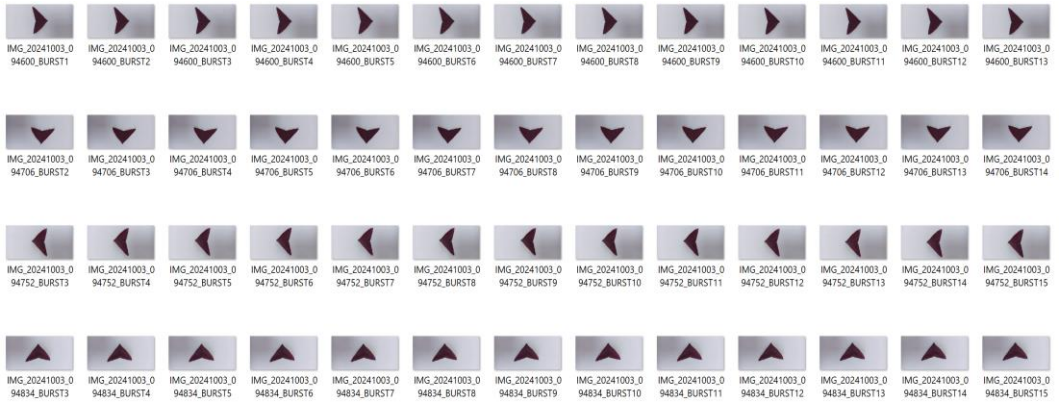 IMG_20241003_0 IMG_20241003_0 IMG_20241003_0 IMG_20241003_0 IMG_20241003_0 IMG_20241003_0 IMG_20241003_0 IMG_20241003_0 IMG_20241003_0 IMG_20241003_0 IMG_20241003_0 IMG_20241003_0 IMG_20241003_0
94600_BURST1 94600_BURST2 94600_BURST3 94600_BURST4 94600_BURST5 94600_BURST6 94600_BURST7 94600_BURST8 94600_BURST9 94600_BURST10 94600_BURST11 94600_BURST12 94600_BURST13
IMG_20241003_0 IMG_20241003_0 IMG_20241003_0 IMG_20241003_0 IMG_20241003_0 IMG_20241003_0 IMG_20241003_0 IMG_20241003_0 IMG_20241003_0 IMG_20241003_0 IMG_20241003_0 IMG_20241003_0 IMG_20241003_0
94706_BURST2 94706_BURST3 94706_BURST4 94706_BURST5 94706_BURST6 94706_BURST7 94706_BURST8 94706_BURST9 94706_BURST10 94706_BURST11 94706_BURST12 94706_BURST13 94706_BURST14
IMG_20241003_0 IMG_20241003_0 IMG_20241003_0 IMG_20241003_0 IMG_20241003_0 IMG_20241003_0 IMG_20241003_0 IMG_20241003_0 IMG_20241003_0 IMG_20241003_0 IMG_20241003_0 IMG_20241003_0 IMG_20241003_0
94752_BURST3 94752_BURST4 94752_BURST5 94752_BURST6 94752_BURST7 94752_BURST8 94752_BURST9 94752_BURST10 94752_BURST11 94752_BURST12 94752_BURST13 94752_BURST14 94752_BURST15
IMG_20241003_0 IMG_20241003_0 IMG_20241003_0 IMG_20241003_0 IMG_20241003_0 IMG_20241003_0 IMG_20241003_0 IMG_20241003_0 IMG_20241003_0 IMG_20241003_0 IMG_20241003_0 IMG_20241003_0 IMG_20241003_0
94834_BURST3 94834_BURST4 94834_BURST5 94834_BURST6 94834_BURST7 94834_BURST8 94834_BURST9 94834_BURST10 94834_BURST11 94834_BURST12 94834_BURST13 94834_BURST14 94834_BURST15